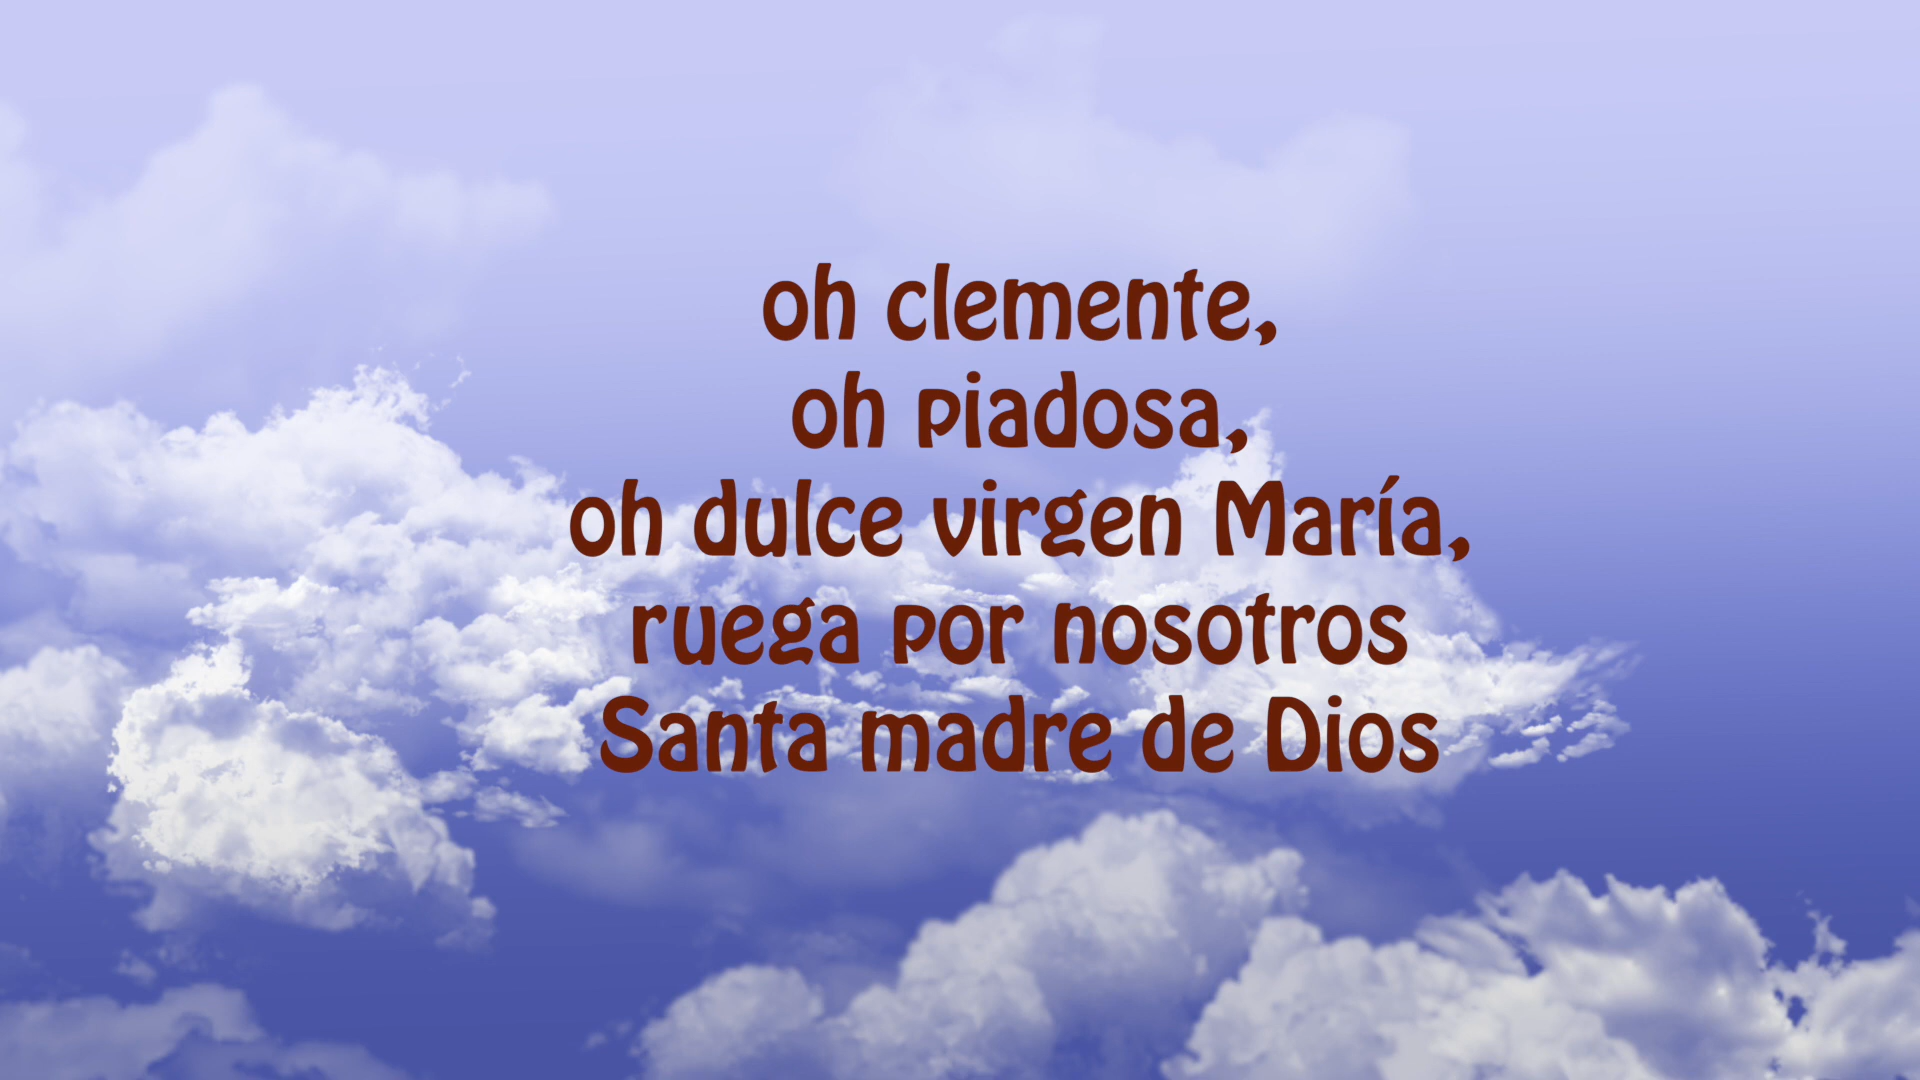 oh clemente,
oh piadosa,
oh dulce virgen María,
ruega por nosotros
Santa madre de Dios